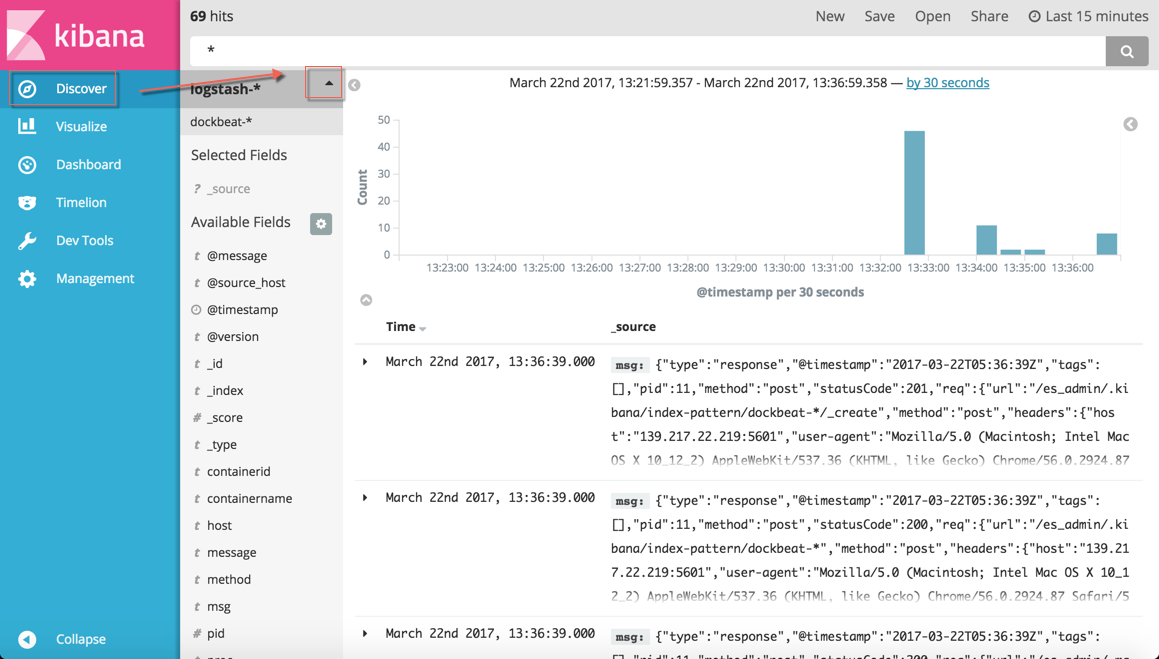 kibana
Discover
Visualize
Dashboard
Timelion
Dev Tools
Management
Collapse
69 hits
New Save Open Share Last 15 minutes
*
logstash-*
dockbeat-*
Selected Fields
? _source
Available Fields
t @message
t @source_host
@timestamp
t @version
t _id
t _index
# _score
t _type
t containerid
t containername
t host
t message
t method
t msg
# pid
March 22nd 2017, 13:21:59.357 - March 22nd 2017, 13:36:59.358 — by 30 seconds
Count
50
40
30
20
10
0
13:23:00 13:24:00 13:25:00 13:26:00 13:27:00 13:28:00 13:29:00 13:30:00 13:31:00 13:32:00 13:33:00 13:34:00 13:35:00 13:36:00
@timestamp per 30 seconds
Time _source
March 22nd 2017, 13:36:39.000 msg: {"type":"response","@timestamp":"2017-03-22T05:36:39Z","tags":
[],"pid":11,"method":"post","statusCode":201,"req":{"url":"/es_admin/.ki
bana/index-pattern/dockbeat-*/_create","method":"post","headers":{"hos
t":"139.217.22.219:5601","user-agent":"Mozilla/5.0 (Macintosh; Intel Mac
OS X 10_12_2) AppleWebKit/537.36 (KHTML, like Gecko) Chrome/56.0.2924.87
March 22nd 2017, 13:36:39.000 msg: {"type":"response","@timestamp":"2017-03-22T05:36:39Z","tags":
[],"pid":11,"method":"post","statusCode":200,"req":{"url":"/es_admin/.ki
bana/index-pattern/dockbeat-*","method":"post","headers":{"host":"139.21
7.22.219:5601","user-agent":"Mozilla/5.0 (Macintosh; Intel Mac OS X 10_1
2_2) AppleWebKit/537.36 (KHTML, like Gecko) Chrome/56.0.2924.87 Safari/5
March 22nd 2017, 13:36:39.000 msg: {"type":"response","@timestamp":"2017-03-22T05:36:39Z","tags":